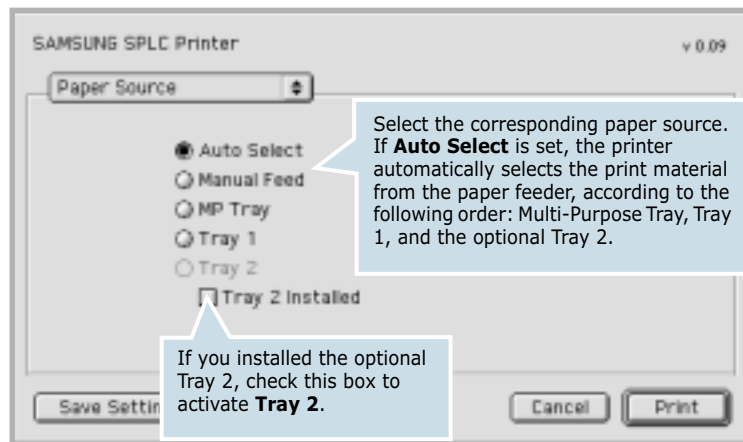 SAMSUNG SPLC Printer
v 0.09
Paper Source
Auto Select
Manual Feed
MP Tray
Tray 1
Tray 2
Tray 2 Installed
Select the corresponding paper source.
If Auto Select is set, the printer
automatically selects the print material
from the paper feeder, according to the
following order: Multi-Purpose Tray, Tray
1, and the optional Tray 2.
If you installed the optional
Tray 2, check this box to
activate Tray 2.
Save Settin
Cancel
Print